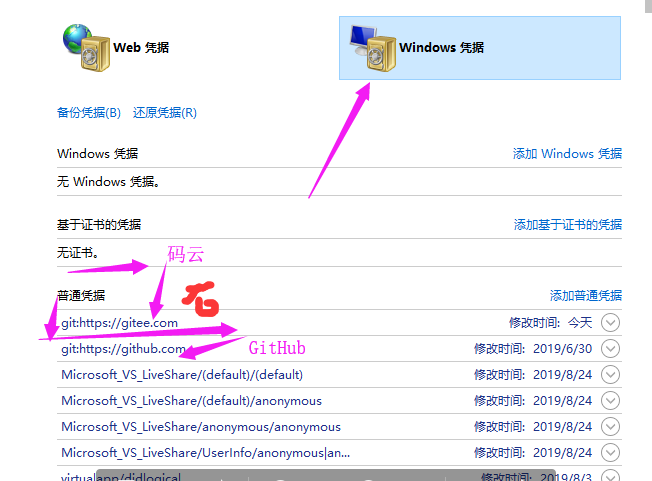 Web 凭据 Windows 凭据
备份凭据(B) 还原凭据(R)
Windows 凭据 添加 Windows 凭据
无 Windows 凭据。
基于证书的凭据 添加基于证书的凭据
无证书。 码云
普通凭据 添加普通凭据
git:https://gitee.com 修改时间: 今天
git:https://github.com 修改时间: 2019/6/30
GitHub
Microsoft_VS_LiveShare/(default)/(default) 修改时间: 2019/8/24
Microsoft_VS_LiveShare/(default)/anonymous 修改时间: 2019/8/24
Microsoft_VS_LiveShare/anonymous/anonymous 修改时间: 2019/8/24
Microsoft_VS_LiveShare/UserInfo/anonymous|an... 修改时间: 2019/8/24
virtualapp/didlogical 修改时间: 2019/8/3